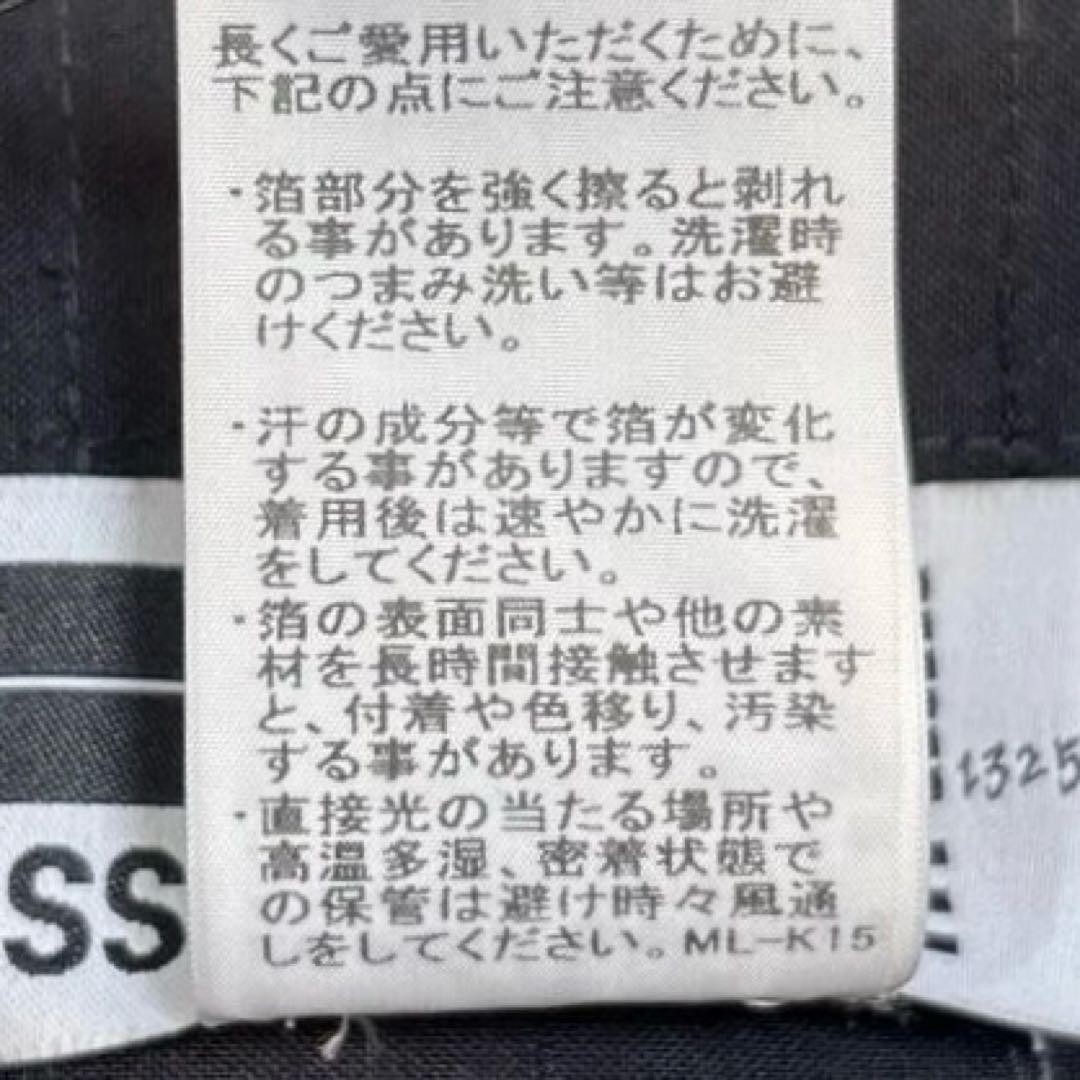 長くご愛用いただくために、
下記の点にご注意ください。
・箔部分を強く擦ると剥れ
る事があります。洗濯時
のつまみ洗い等はお避
けください。
・汗の成分等で箔が変化
する事がありますので、
着用後は速やかに洗濯
をしてください。
・箔の表面同士や他の素
材を長時間接触させます
と、付着や色移り、汚染
する事があります。
・直接光の当たる場所や
高温多湿、密着状態で
の保管は避け時々風通
しをしてください。ML-K15
SS
1325